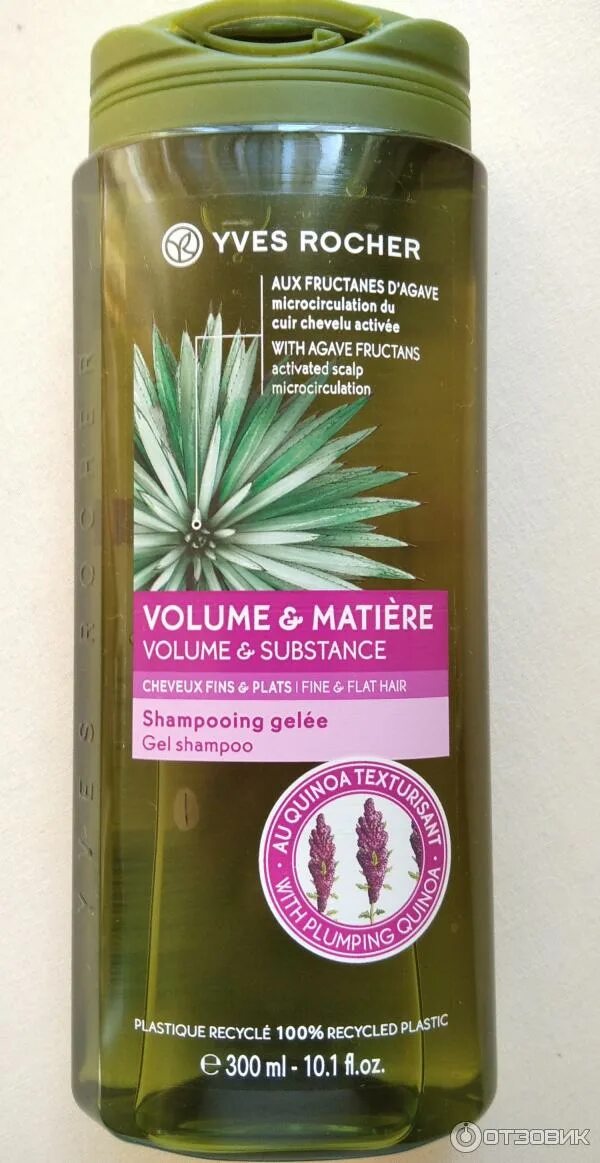 YVES ROCHER
AUX FRUCTANES D'AGAVE
microcirculation du
cuir chevelu activée
WITH AGAVE FRUCTANS
activated scalp
microcirculation
YVES ROCHER
VOLUME & MATIÈRE
VOLUME & SUBSTANCE
CHEVEUX FINS & PLATS | FINE & FLAT HAIR
Shampooing gelée
Gel shampoo
• AU QUINOA TEXTURISANT •
WITH PLUMPING QUINOA
PLASTIQUE RECYCLÉ 100% RECYCLED PLASTIC
℮ 300 ml - 10.1 fl.oz.
ОТЗОВИК